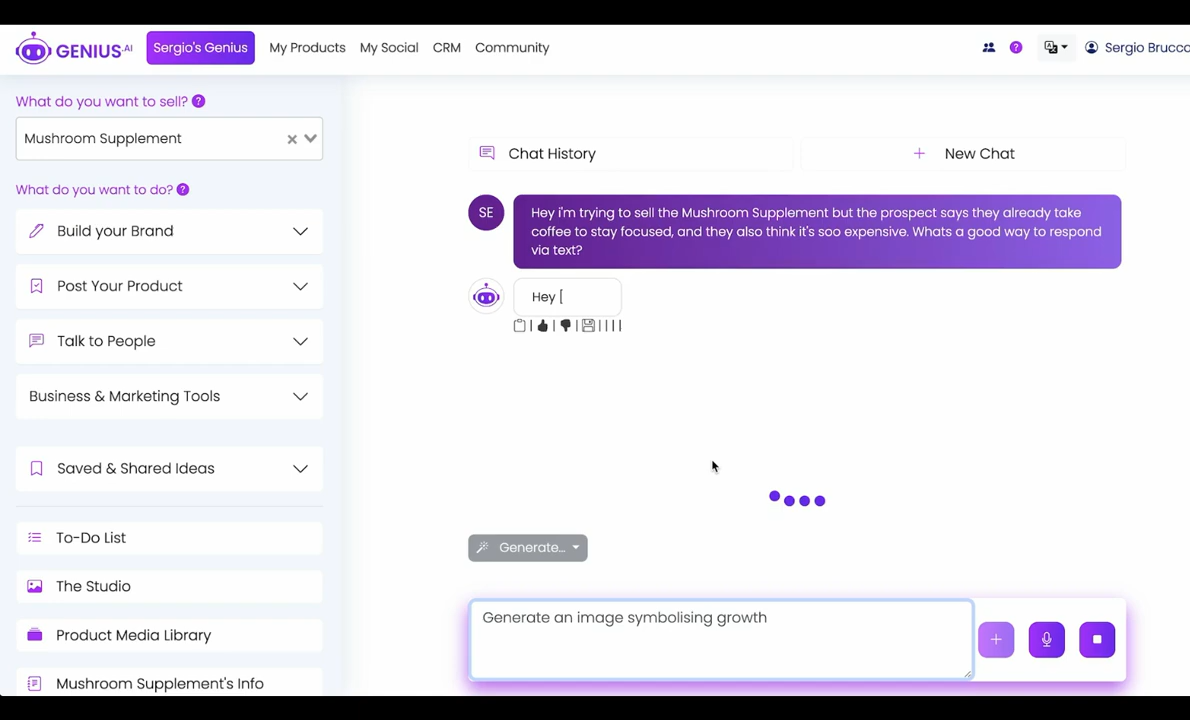 GENIUS.AI
Sergio's Genius
My Products
My Social
CRM
Community
Sergio Brucco
What do you want to sell?
Mushroom Supplement
What do you want to do?
Build your Brand
Post Your Product
Talk to People
Business & Marketing Tools
Saved & Shared Ideas
To-Do List
The Studio
Product Media Library
Mushroom Supplement's Info
Chat History
New Chat
SE
Hey i'm trying to sell the Mushroom Supplement but the prospect says they already take
coffee to stay focused, and they also think it's soo expensive. Whats a good way to respond
via text?
Hey [
Generate...
Generate an image symbolising growth